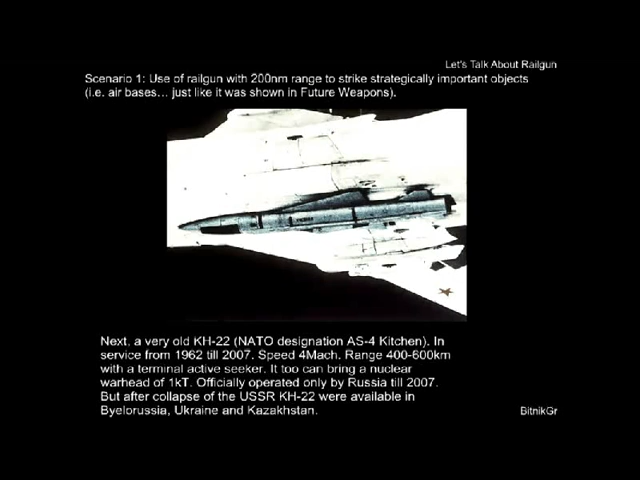 Let's Talk About Railgun
Scenario 1: Use of railgun with 200nm range to strike strategically important objects
(i.e. air bases… just like it was shown in Future Weapons).
Next, a very old KH-22 (NATO designation AS-4 Kitchen). In
service from 1962 till 2007. Speed 4Mach. Range 400-600km
with a terminal active seeker. It too can bring a nuclear
warhead of 1kT. Officially operated only by Russia till 2007.
But after collapse of the USSR KH-22 were available in
Byelorussia, Ukraine and Kazakhstan.
BitnikGr